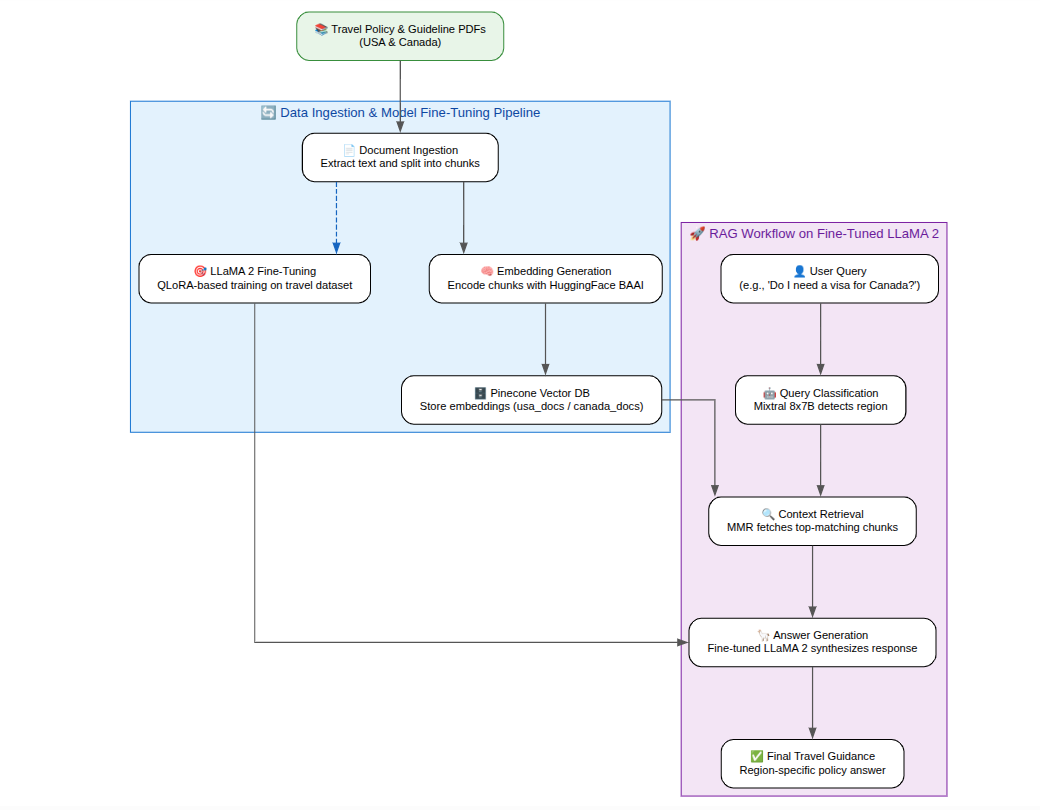 📚 Travel Policy & Guideline PDFs
(USA & Canada)
🔄 Data Ingestion & Model Fine-Tuning Pipeline
📄 Document Ingestion
Extract text and split into chunks
🎯 LLaMA 2 Fine-Tuning
QLoRA-based training on travel dataset
🧠 Embedding Generation
Encode chunks with HuggingFace BAAI
🗄️ Pinecone Vector DB
Store embeddings (usa_docs / canada_docs)
🚀 RAG Workflow on Fine-Tuned LLaMA 2
👤 User Query
(e.g., 'Do I need a visa for Canada?')
🤖 Query Classification
Mixtral 8x7B detects region
🔍 Context Retrieval
MMR fetches top-matching chunks
🦙 Answer Generation
Fine-tuned LLaMA 2 synthesizes response
✅ Final Travel Guidance
Region-specific policy answer